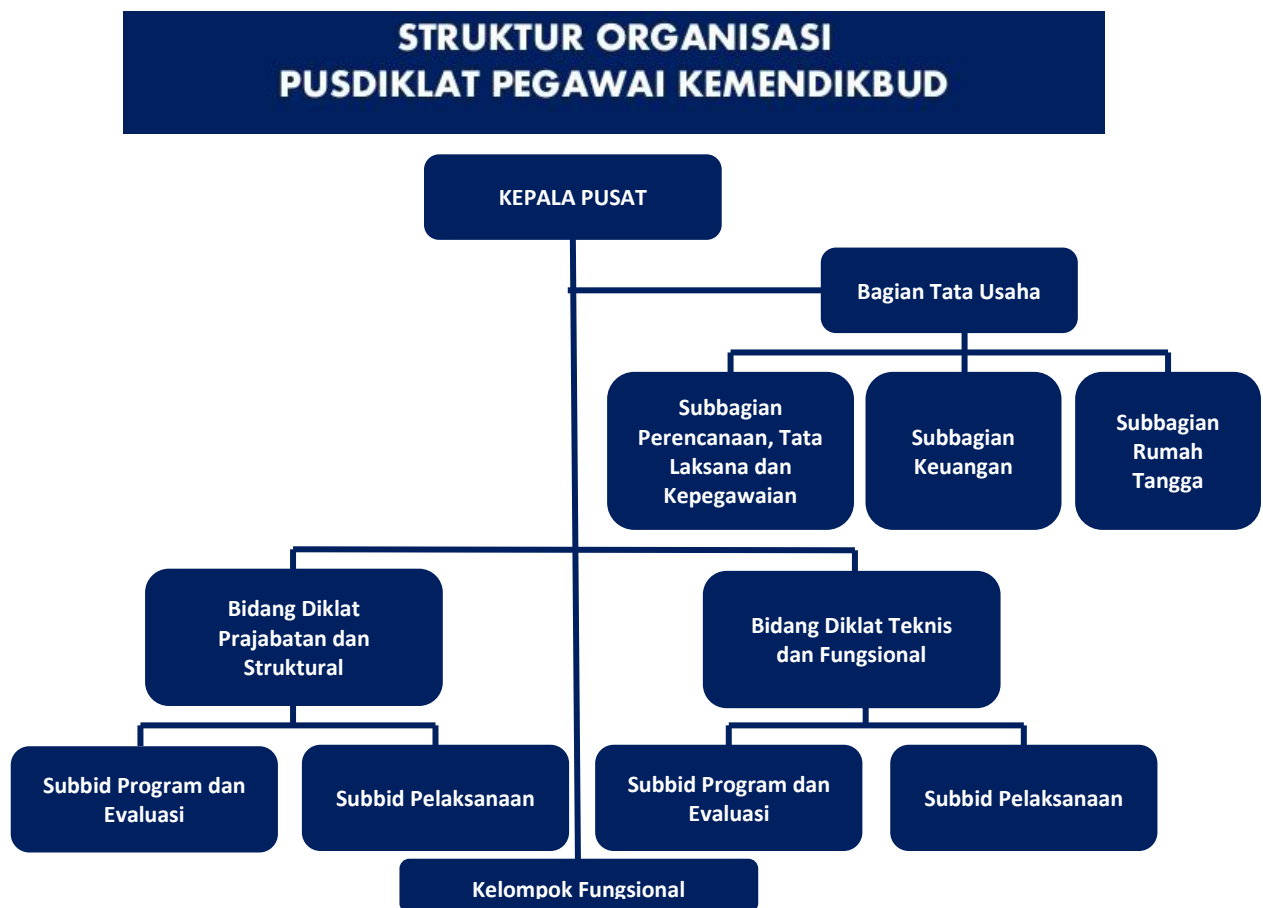 STRUKTUR ORGANISASI
PUSDIKLAT PEGAWAI KEMENDIKBUD
KEPALA PUSAT
Bagian Tata Usaha
Subbagian
Perencanaan, Tata
Laksana dan
Kepegawaian
Subbagian
Keuangan
Subbagian
Rumah
Tangga
Bidang Diklat
Prajabatan dan
Struktural
Bidang Diklat Teknis
dan Fungsional
Subbid Program dan
Evaluasi
Subbid Pelaksanaan
Subbid Program dan
Evaluasi
Subbid Pelaksanaan
Kelompok Fungsional